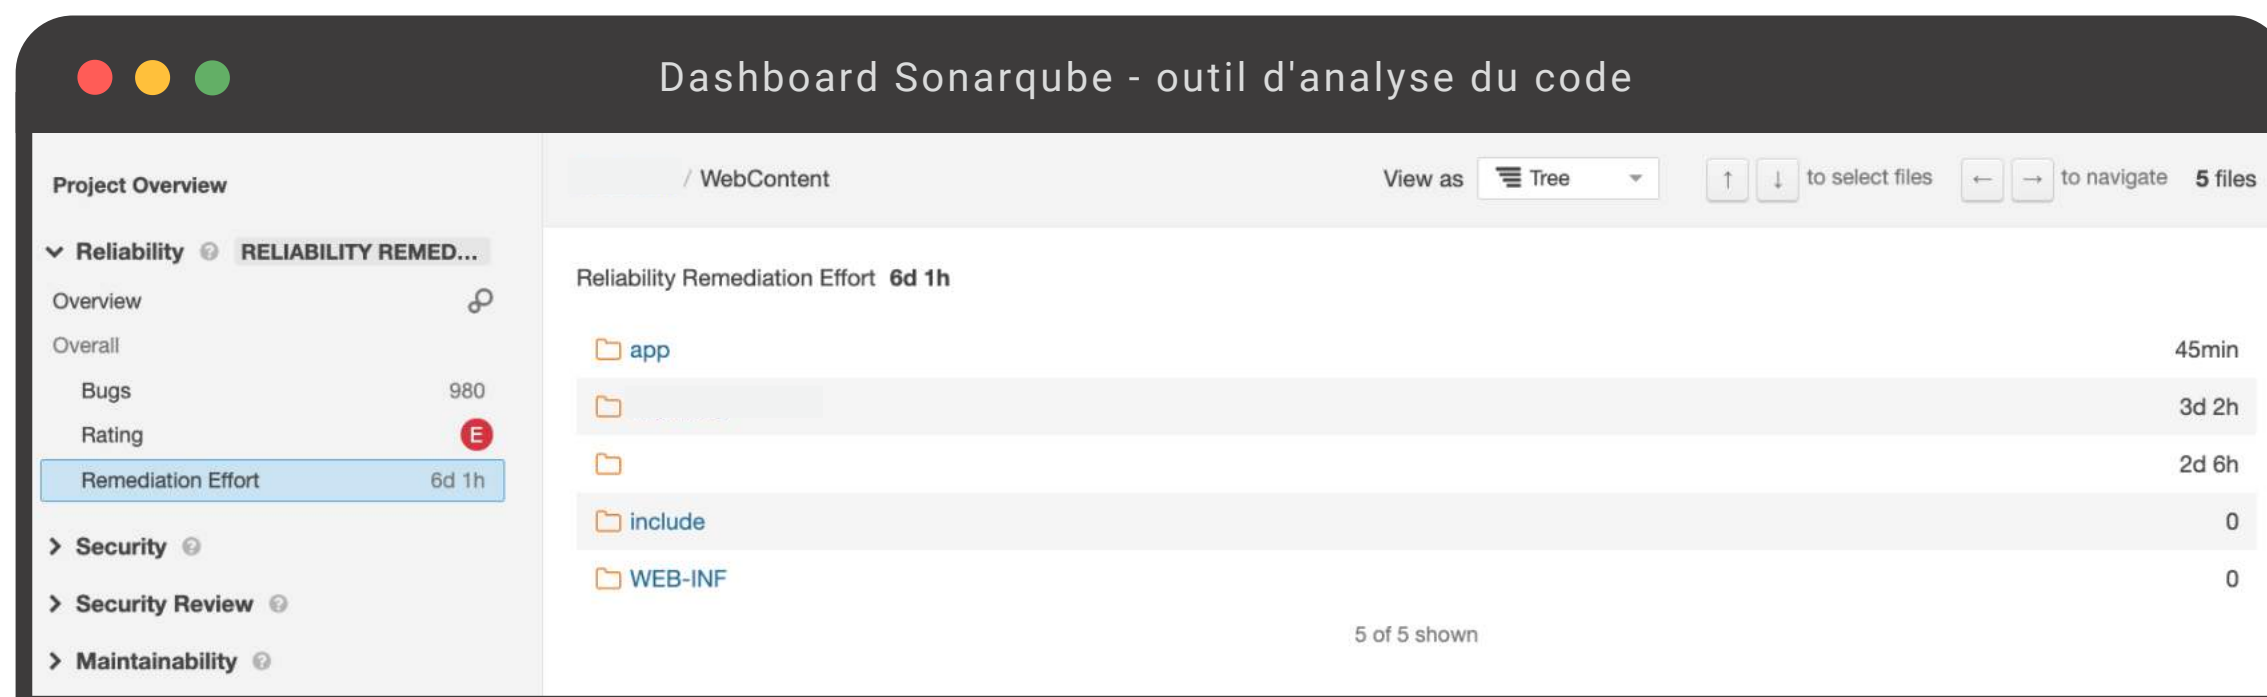 Dashboard Sonarqube - outil d'analyse du code
Project Overview
Reliability RELIABILITY REMED...
Overview
Overall
Bugs 980
Rating E
Remediation Effort 6d 1h
Security
Security Review
Maintainability
/ WebContent View as Tree ↑ ↓ to select files ← → to navigate 5 files
Reliability Remediation Effort 6d 1h
app 45min
3d 2h
2d 6h
include 0
WEB-INF 0
5 of 5 shown